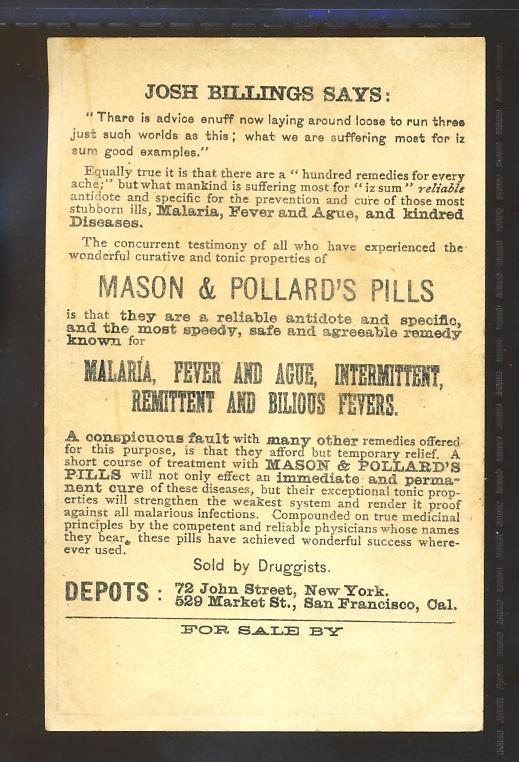 JOSH BILLINGS SAYS:
"Thare is advice enuff now laying around loose to run three
just such worlds as this; what we are suffering most for iz
sum good examples."
Equally true it is that there are a "hundred remedies for every
ache;" but what mankind is suffering most for "iz sum" reliable
antidote and specific for the prevention and cure of those most
stubborn ills, Malaria, Fever and Ague, and kindred
Diseases.
The concurrent testimony of all who have experienced the
wonderful curative and tonic properties of
MASON & POLLARD'S PILLS
is that they are a reliable antidote and specific,
and the most speedy, safe and agreeable remedy
known for
MALARIA, FEVER AND AGUE, INTERMITTENT,
REMITTENT AND BILIOUS FEVERS.
A conspicuous fault with many other remedies offered
for this purpose, is that they afford but temporary relief. A
short course of treatment with MASON & POLLARD'S
PILLS will not only effect an immediate and perma-
nent cure of these diseases, but their exceptional tonic prop-
erties will strengthen the weakest system and render it proof
against all malarious infections. Compounded on true medicinal
principles by the competent and reliable physicians whose names
they bear, these pills have achieved wonderful success where-
ever used.
Sold by Druggists.
DEPOTS: 72 John Street, New York.
529 Market St., San Francisco, Cal.
FOR SALE BY